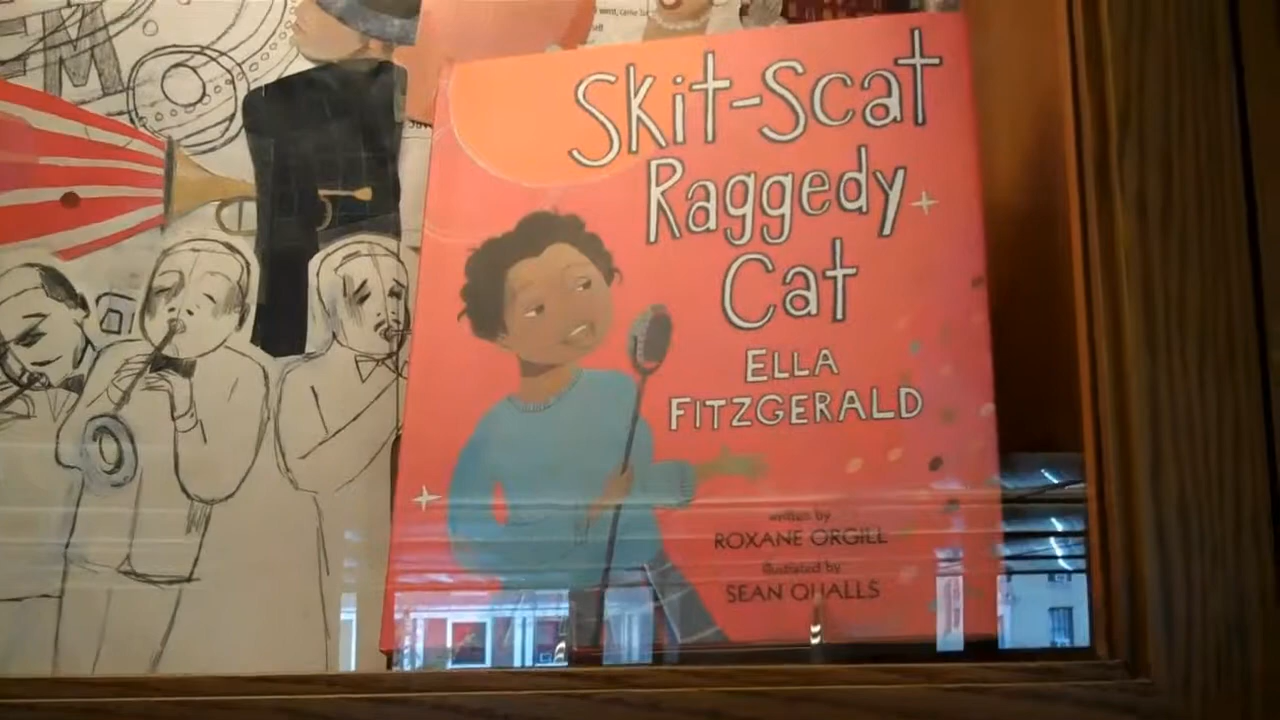 Skit-Scat
Raggedy
Cat
ELLA
FITZGERALD
written by
ROXANE ORGILL
illustrated by
SEAN QUALLS